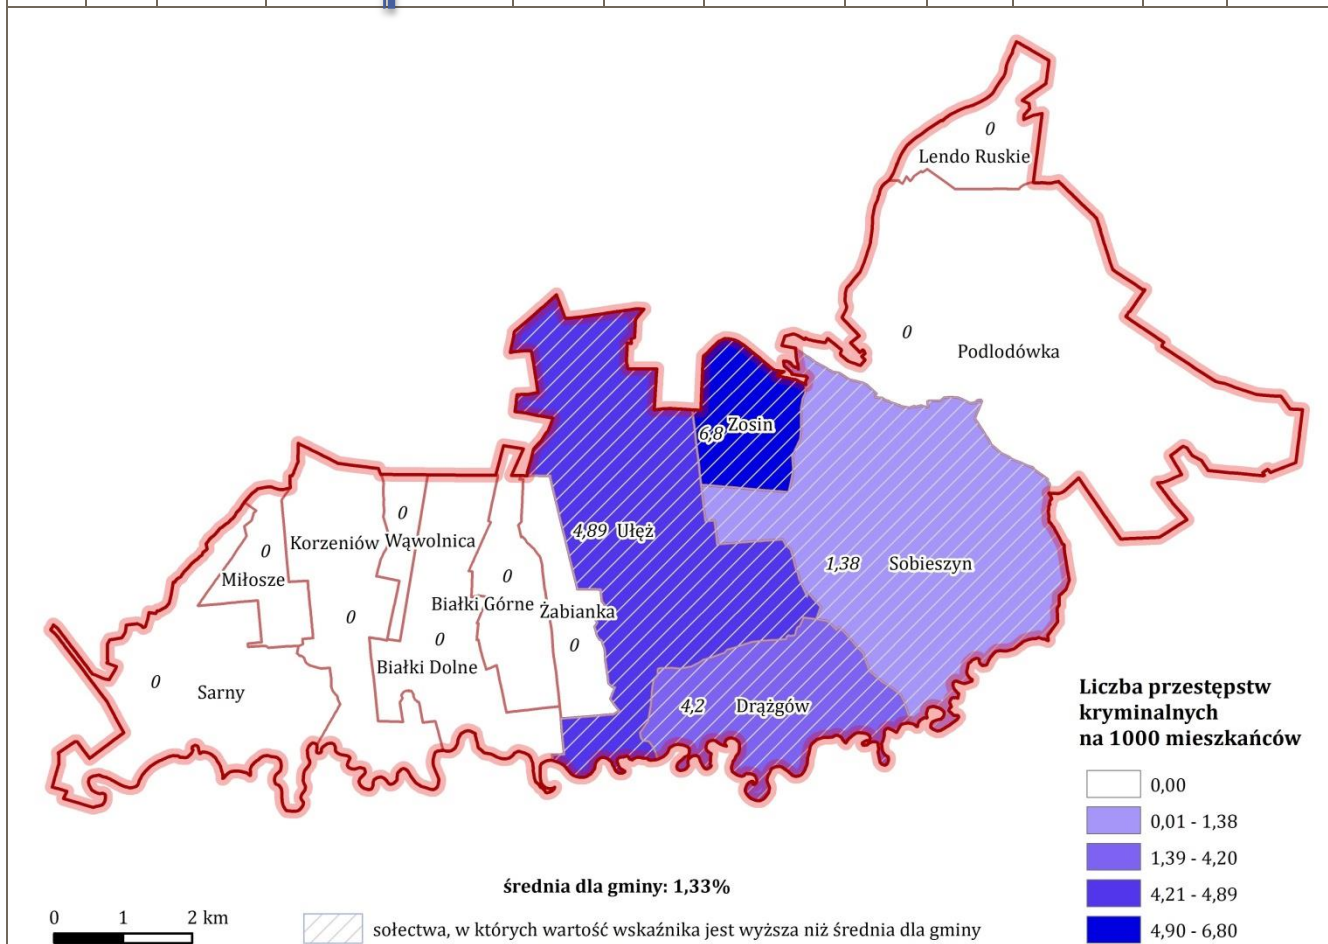 0
Lendo Ruskie
0
Podlodówka
6,8 Zosin
4,89 Ułęż
1,38 Sobieszyn
0
Korzeniów Wąwolnica
0
Miłosze
0
Białki Górne Żabianka
0
0
0
Białki Dolne
0
Sarny
4,2 Drążgów
Liczba przestępstw
kryminalnych
na 1000 mieszkańców
0,00
0,01 - 1,38
1,39 - 4,20
4,21 - 4,89
4,90 - 6,80
średnia dla gminy: 1,33%
0 1 2 km
sołectwa, w których wartość wskaźnika jest wyższa niż średnia dla gminy